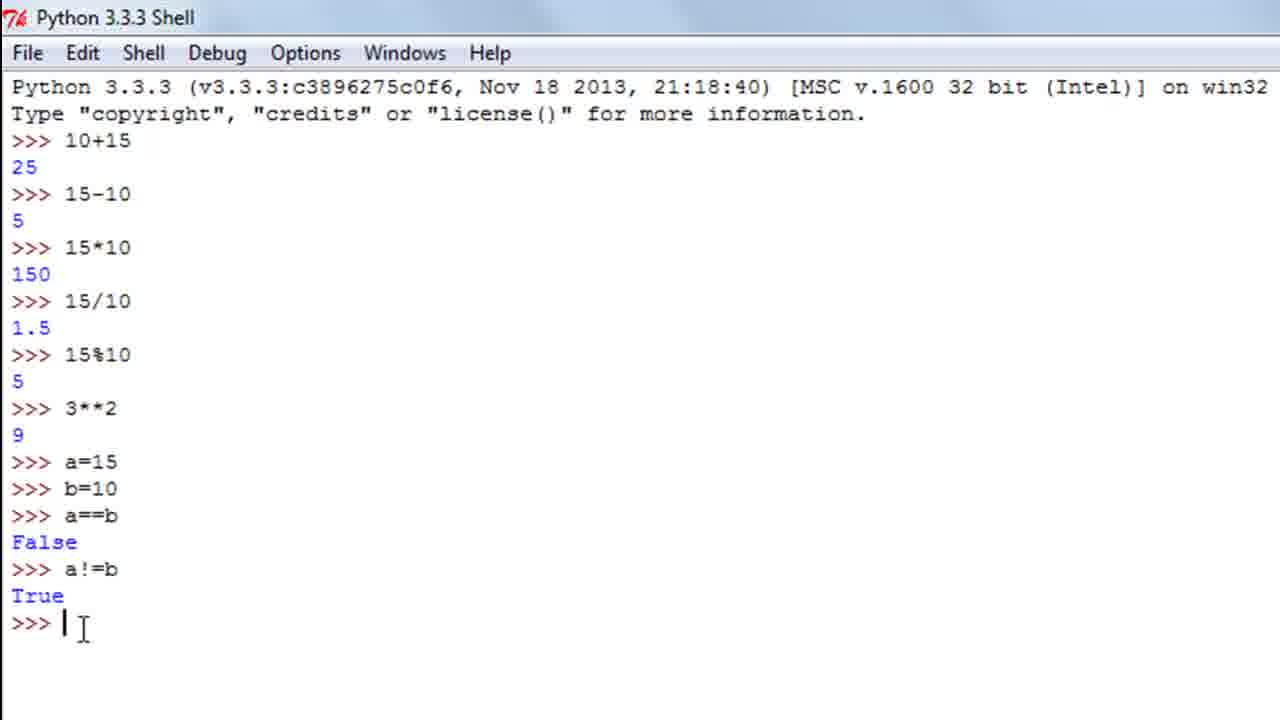 Python 3.3.3 Shell
File Edit Shell Debug Options Windows Help
Python 3.3.3 (v3.3.3:c3896275c0f6, Nov 18 2013, 21:18:40) [MSC v.1600 32 bit (Intel)] on win32
Type "copyright", "credits" or "license()" for more information.
>>> 10+15
25
>>> 15-10
5
>>> 15*10
150
>>> 15/10
1.5
>>> 15%10
5
>>> 3**2
9
>>> a=15
>>> b=10
>>> a==b
False
>>> a!=b
True
>>>